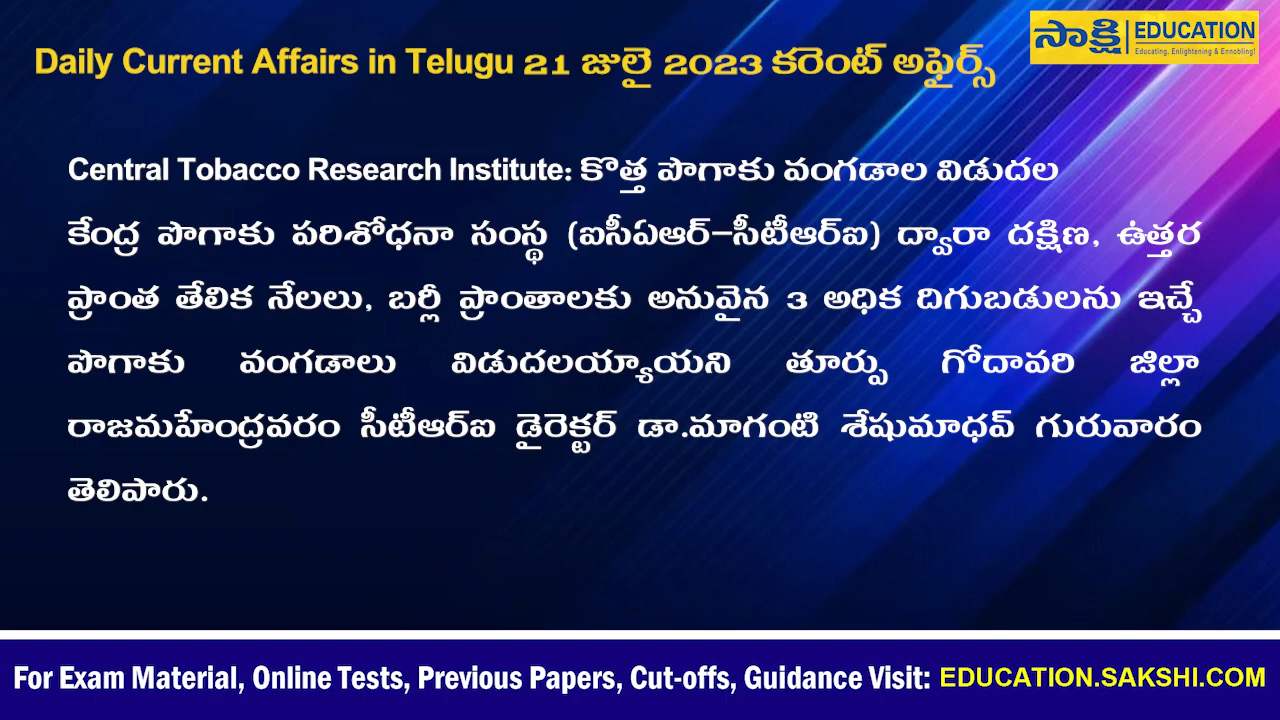 సాక్షి EDUCATION
Educating, Enlightening & Ennobling!
Daily Current Affairs in Telugu 21 జులై 2023 కరెంట్ అఫైర్స్
Central Tobacco Research Institute: కొత్త పొగాకు వంగడాల విడుదల
కేంద్ర పొగాకు పరిశోధనా సంస్థ (ఐసీఏఆర్–సీటీఆర్ఐ) ద్వారా దక్షిణ, ఉత్తర
ప్రాంత తేలిక నేలలు, బర్లీ ప్రాంతాలకు అనువైన 3 అధిక దిగుబడులను ఇచ్చే
పొగాకు వంగడాలు విడుదలయ్యాయని తూర్పు గోదావరి జిల్లా
రాజమహేంద్రవరం సీటీఆర్ఐ డైరెక్టర్ డా.మాగంటి శేషుమాధవ్ గురువారం
తెలిపారు.
For Exam Material, Online Tests, Previous Papers, Cut-offs, Guidance Visit: EDUCATION.SAKSHI.COM